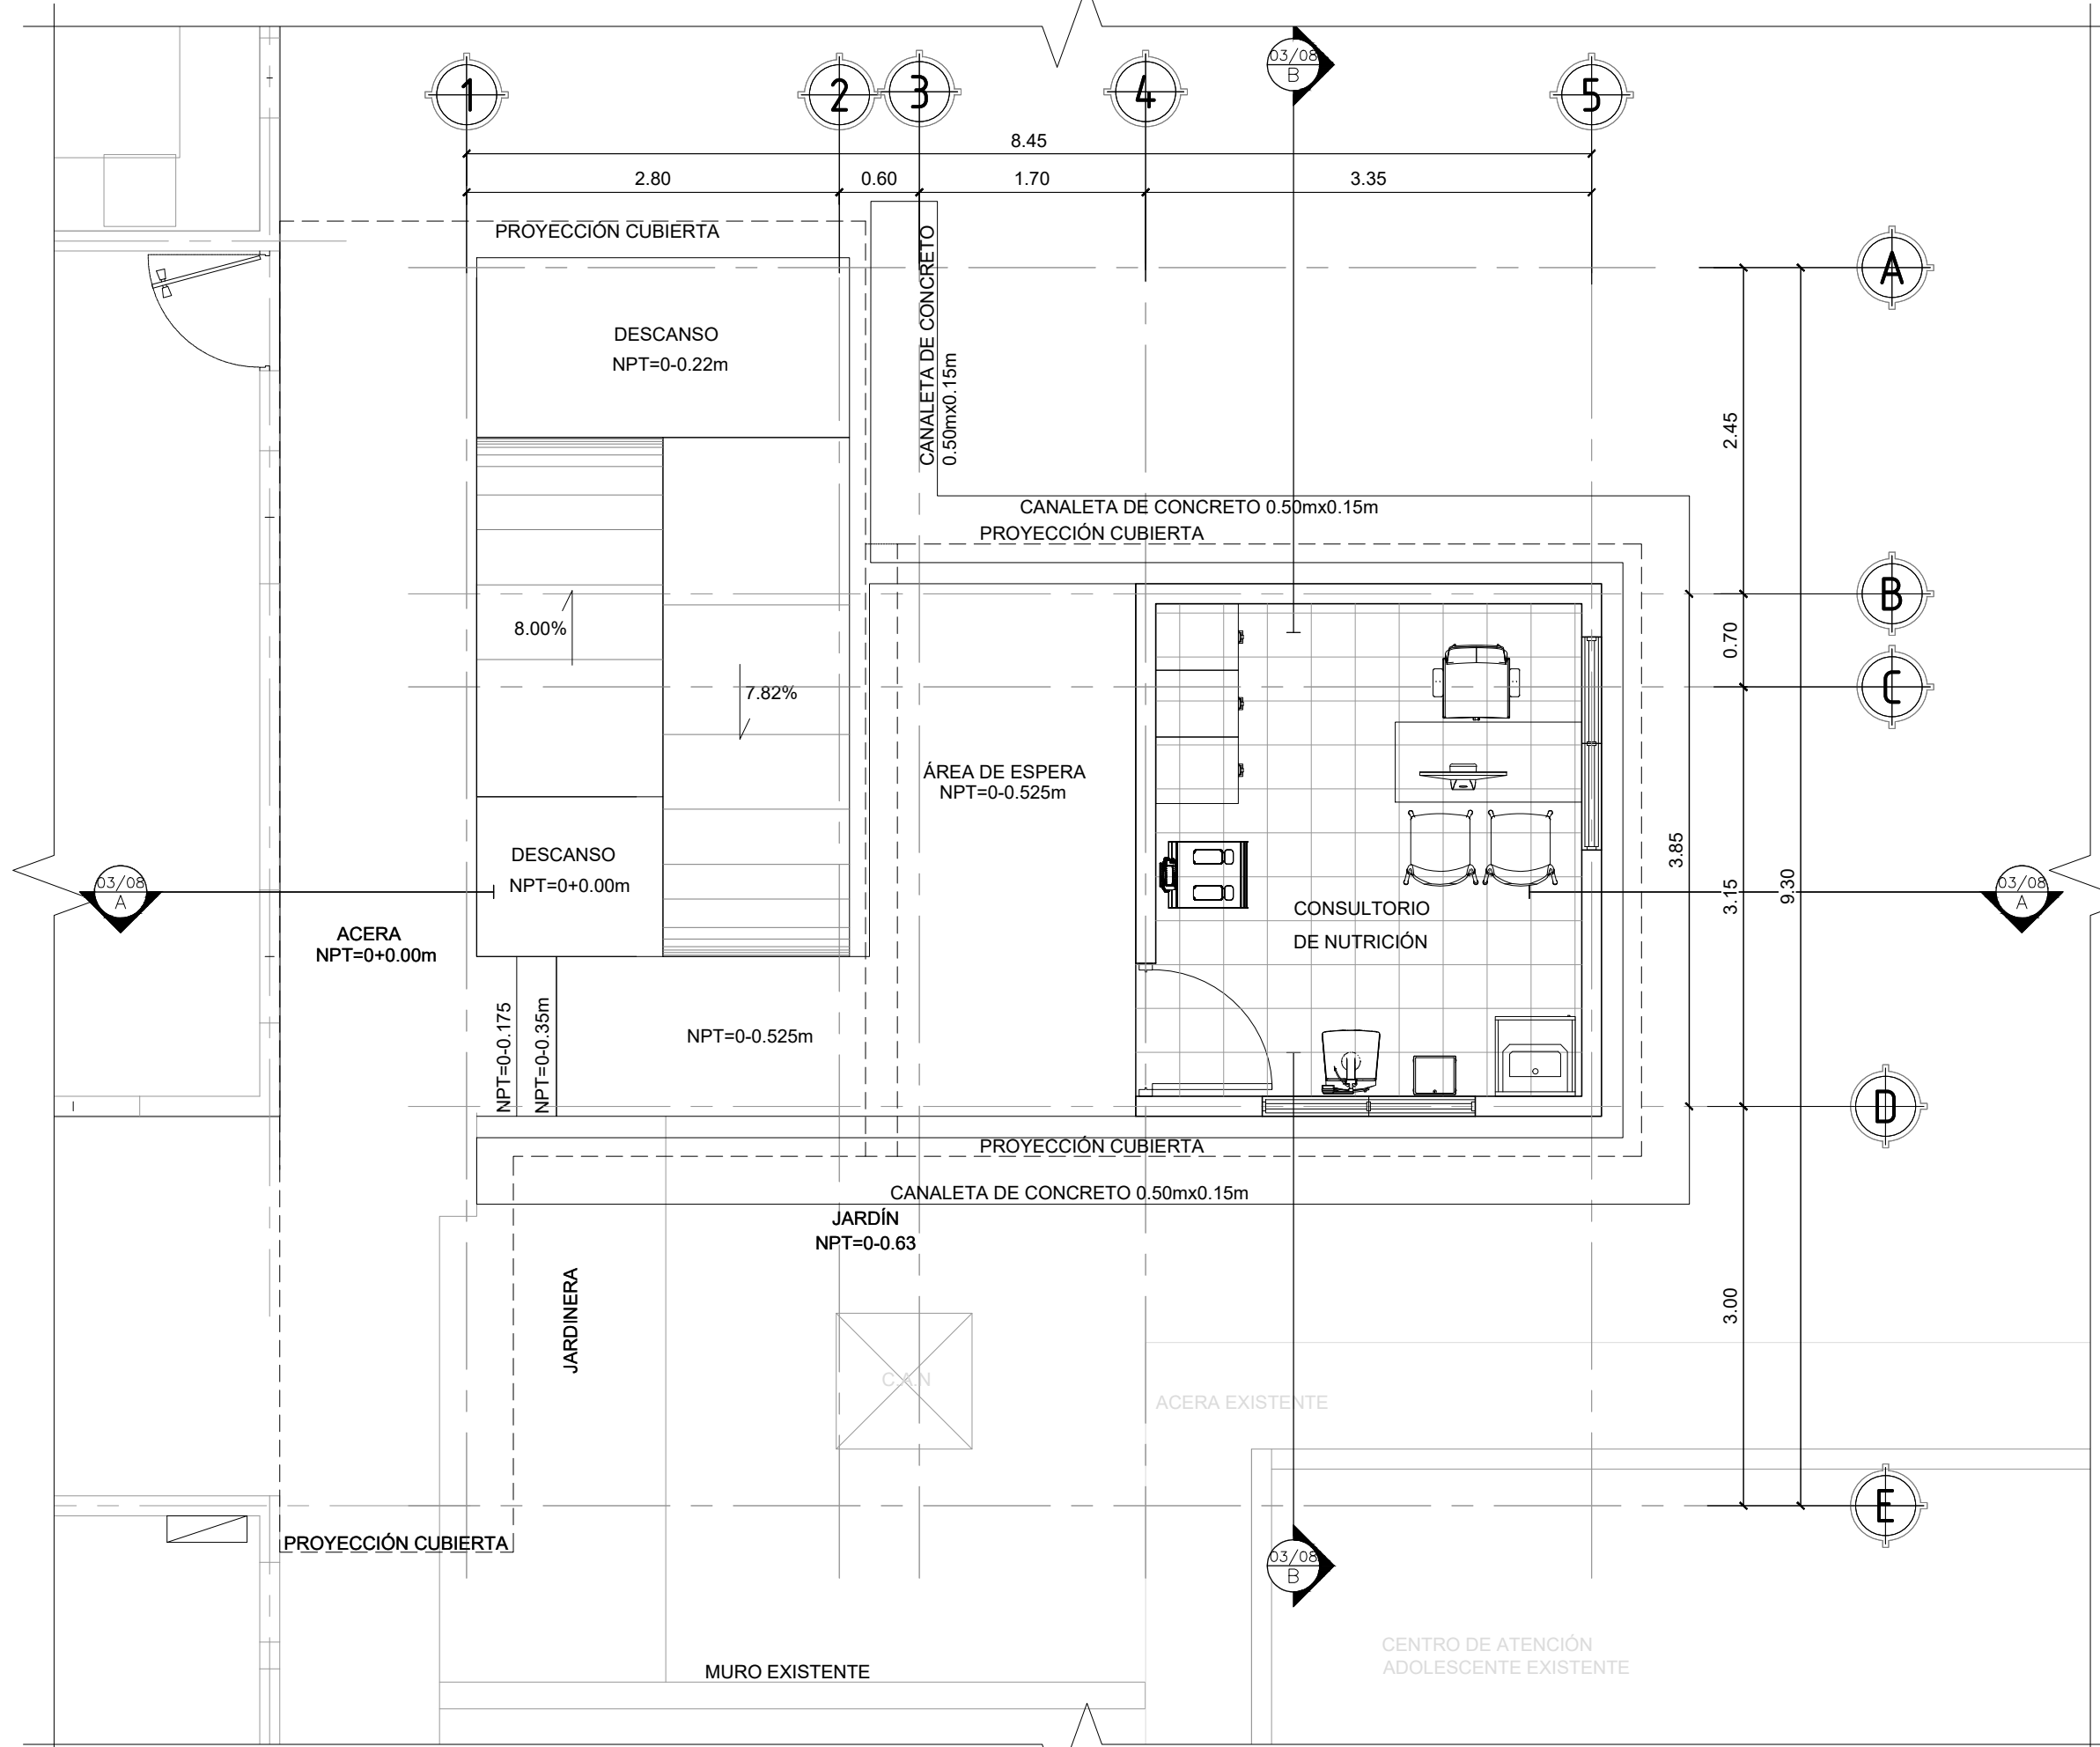 03/08
B
1
2
3
4
5
8.45
2.80
0.60
1.70
3.35
PROYECCIÓN CUBIERTA
CANALETA DE CONCRETO
0.50mx0.15m
A
DESCANSO
NPT=0-0.22m
2.45
CANALETA DE CONCRETO 0.50mx0.15m
PROYECCIÓN CUBIERTA
B
8.00%
0.70
C
7.82%
ÁREA DE ESPERA
NPT=0-0.525m
DESCANSO
NPT=0+0.00m
3.85
3.15
9.30
03/08
A
03/08
A
CONSULTORIO
DE NUTRICIÓN
ACERA
NPT=0+0.00m
NPT=0-0.175
NPT=0-0.35m
NPT=0-0.525m
D
PROYECCIÓN CUBIERTA
CANALETA DE CONCRETO 0.50mx0.15m
JARDÍN
NPT=0-0.63
JARDINERA
3.00
C.A.N
ACERA EXISTENTE
E
PROYECCIÓN CUBIERTA
03/08
B
CENTRO DE ATENCIÓN
ADOLESCENTE EXISTENTE
MURO EXISTENTE